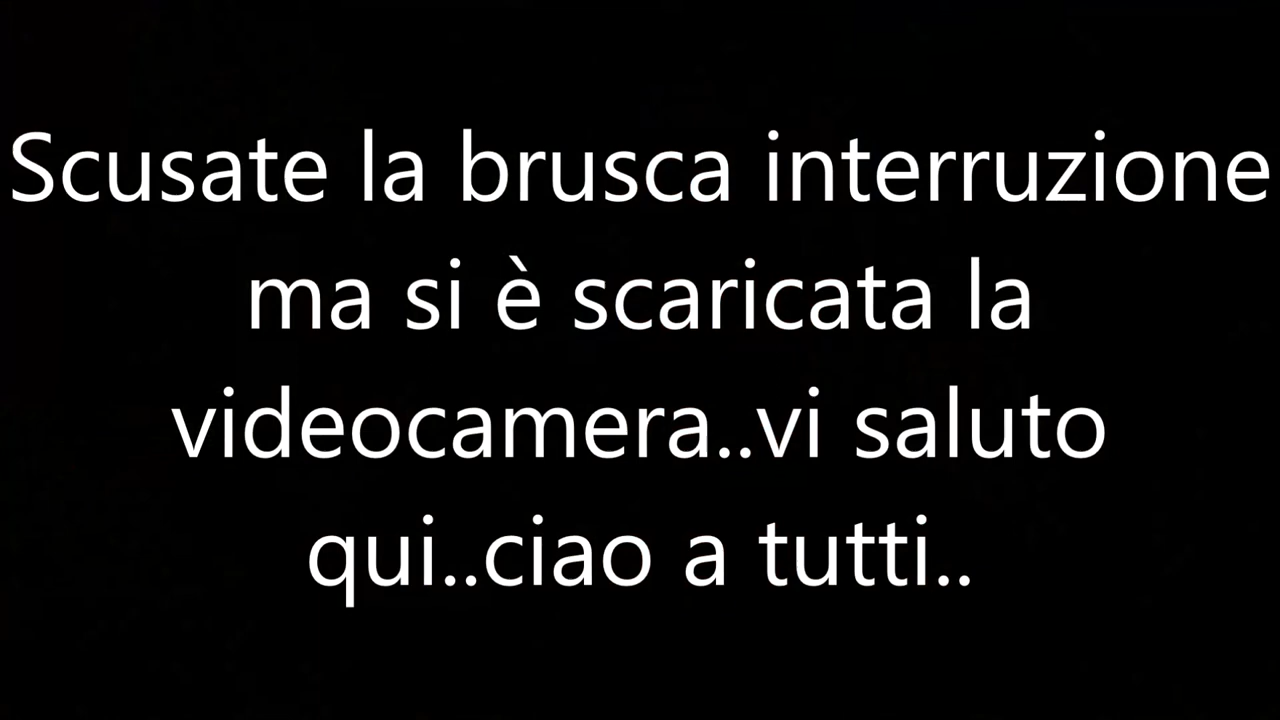 Scusate la brusca interruzione
ma si è scaricata la
videocamera..vi saluto
qui..ciao a tutti..